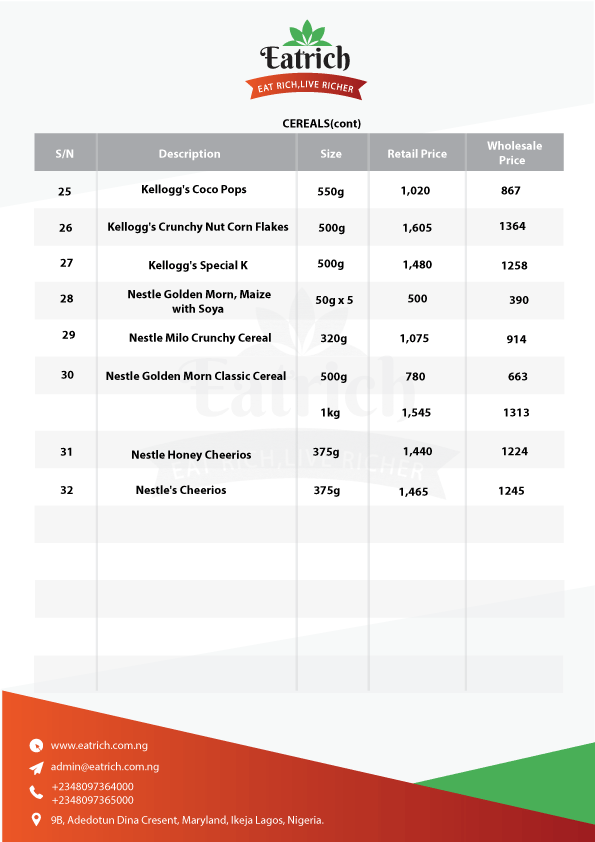 Eatrich
EAT RICH,LIVE RICHER
CEREALS(cont)
S/N Description Size Retail Price Wholesale Price
25 Kellogg's Coco Pops 550g 1,020 867
26 Kellogg's Crunchy Nut Corn Flakes 500g 1,605 1364
27 Kellogg's Special K 500g 1,480 1258
28 Nestle Golden Morn, Maize with Soya 50g x 5 500 390
29 Nestle Milo Crunchy Cereal 320g 1,075 914
30 Nestle Golden Morn Classic Cereal 500g 780 663
1kg 1,545 1313
31 Nestle Honey Cheerios 375g 1,440 1224
32 Nestle's Cheerios 375g 1,465 1245
Eatrich
EAT RICH,LIVE RICHER
www.eatrich.com.ng
admin@eatrich.com.ng
+2348097364000
+2348097365000
9B, Adedotun Dina Cresent, Maryland, Ikeja Lagos, Nigeria.